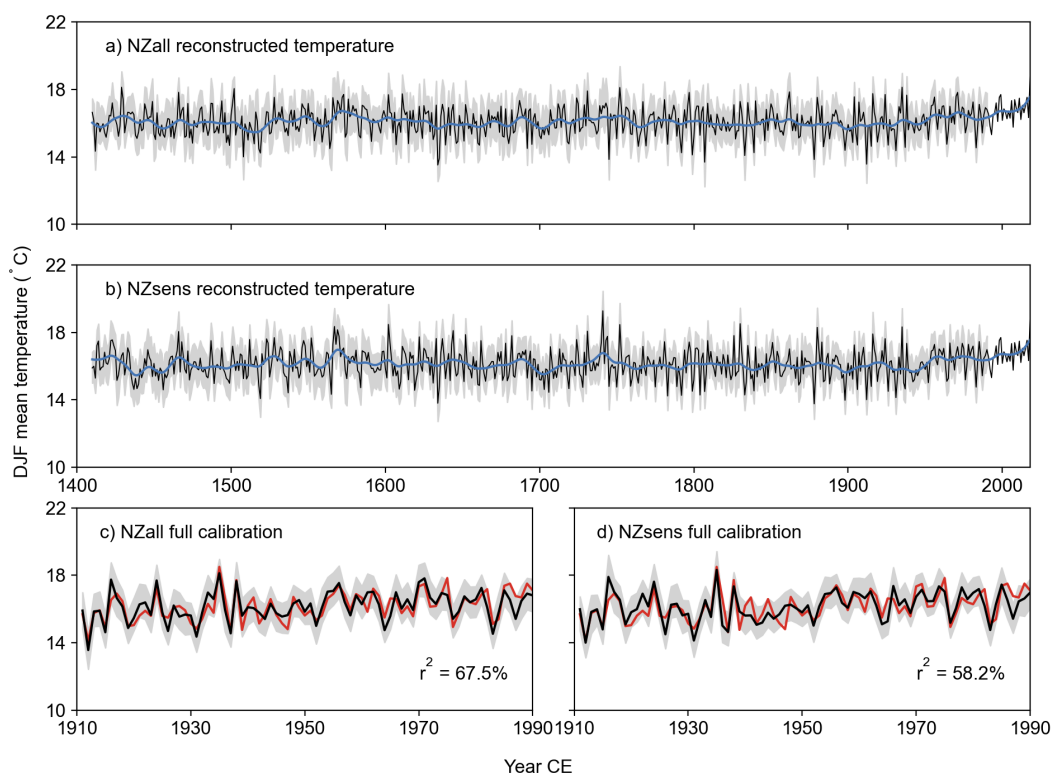 22
a) NZall reconstructed temperature
18
14
10
DJF mean temperature (˚C)
22
b) NZsens reconstructed temperature
18
14
10
1400 1500 1600 1700 1800 1900 2000
22
c) NZall full calibration
d) NZsens full calibration
18
14
r² = 67.5%
r² = 58.2%
10
1910 1930 1950 1970 1990 1910 1930 1950 1970 1990
Year CE